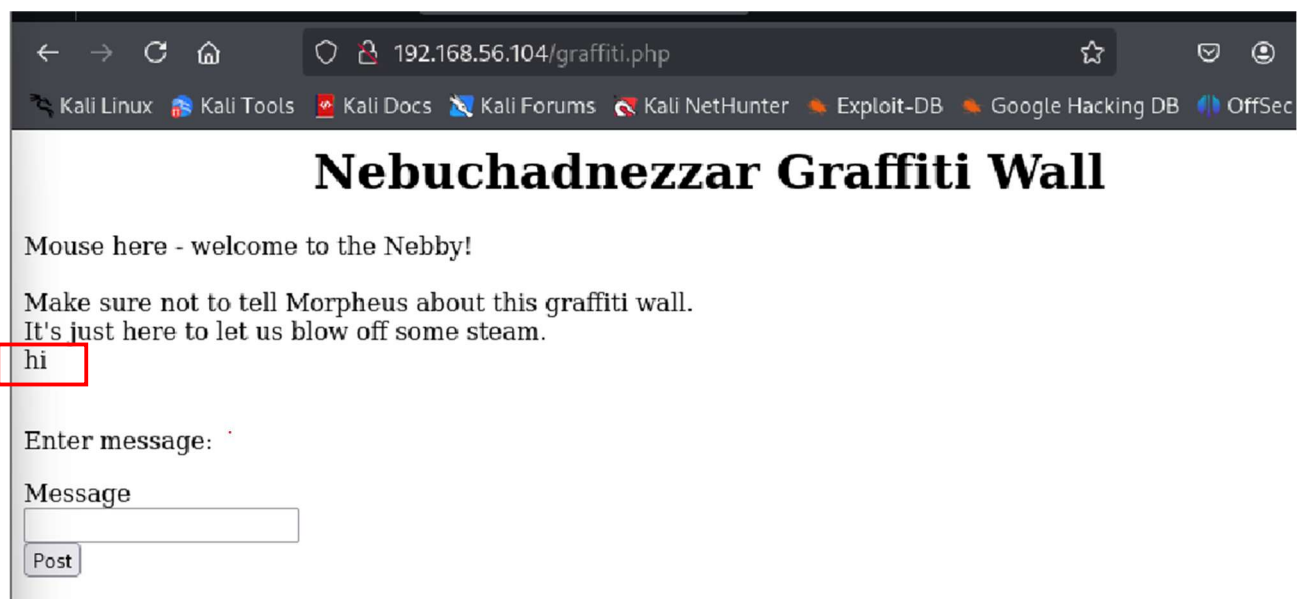 192.168.56.104/graffiti.php
Kali Linux Kali Tools Kali Docs Kali Forums Kali NetHunter Exploit-DB Google Hacking DB OffSec
Nebuchadnezzar Graffiti Wall
Mouse here - welcome to the Nebby!
Make sure not to tell Morpheus about this graffiti wall.
It's just here to let us blow off some steam.
hi
Enter message:
Message
Post